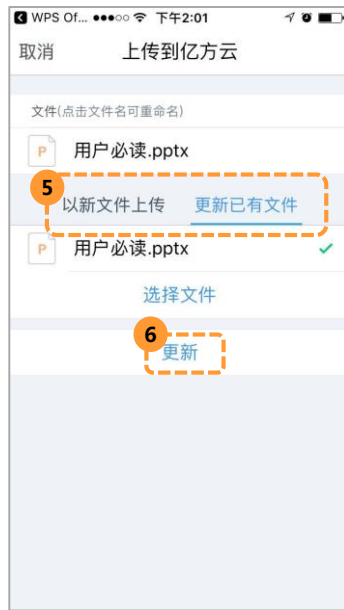 WPS Of... 下午2:01
取消 上传到亿方云
文件(点击文件名可重命名)
P 用户必读.pptx
5
以新文件上传 更新已有文件
P 用户必读.pptx
选择文件
6
更新